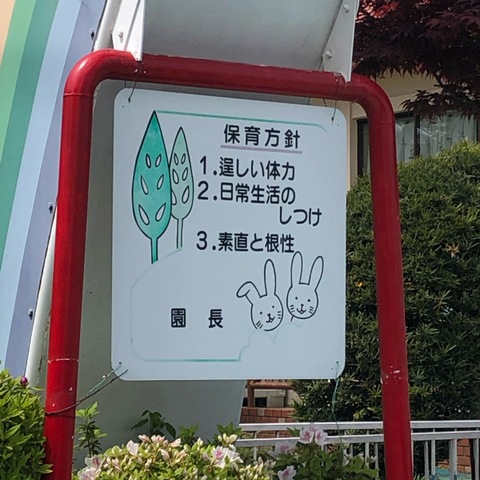 保育方針
1.逞しい体力
2.日常生活の
しつけ
3.素直と根性
園 長